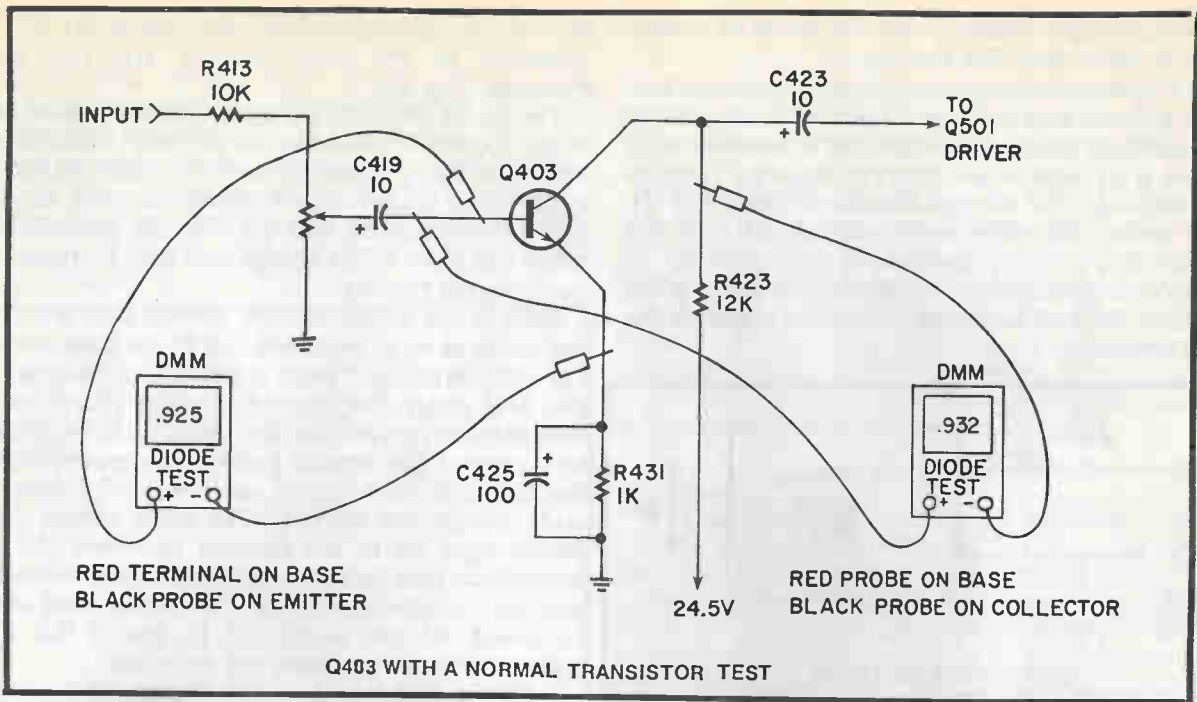 R413
10K
INPUT
C419
10
+
Q403
C423
10
+
TO
Q501
DRIVER
R423
12K
DMM
.925
DIODE
TEST
+ -
C425
100
+
R431
1K
DMM
.932
DIODE
TEST
+ -
RED TERMINAL ON BASE
BLACK PROBE ON EMITTER
24.5V
RED PROBE ON BASE
BLACK PROBE ON COLLECTOR
Q403 WITH A NORMAL TRANSISTOR TEST